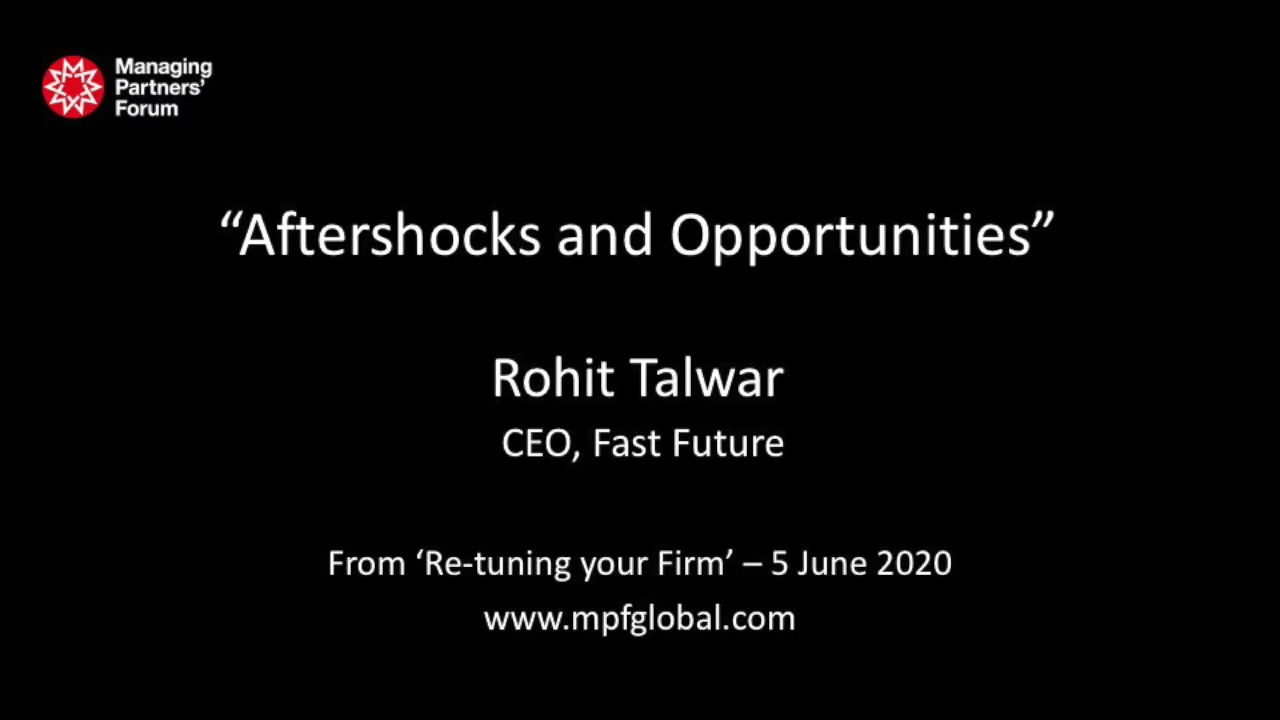 Managing
Partners’
Forum
“Aftershocks and Opportunities”
Rohit Talwar
CEO, Fast Future
From ‘Re-tuning your Firm’ – 5 June 2020
www.mpfglobal.com